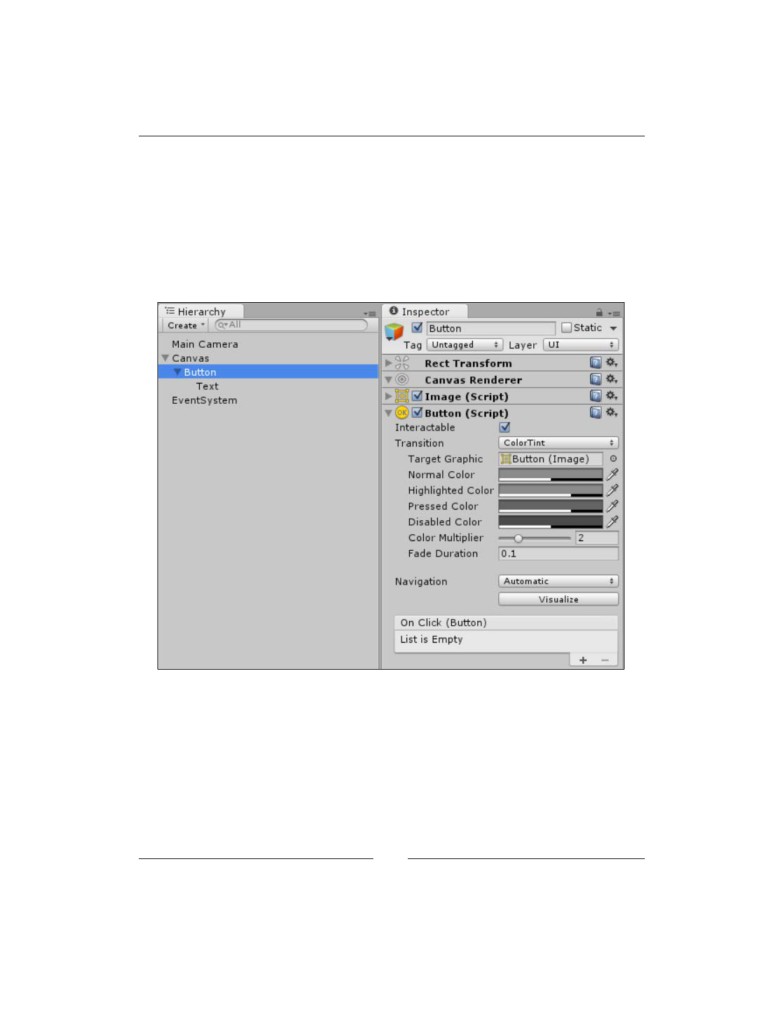 Hierarchy
Create
All
Main Camera
Canvas
Button
Text
EventSystem
Inspector
Button
Static
Tag Untagged Layer UI
Rect Transform
Canvas Renderer
Image (Script)
OK Button (Script)
Interactable
Transition ColorTint
Target Graphic Button (Image)
Normal Color
Highlighted Color
Pressed Color
Disabled Color
Color Multiplier 2
Fade Duration 0.1
Navigation Automatic
Visualize
On Click (Button)
List is Empty
+ −